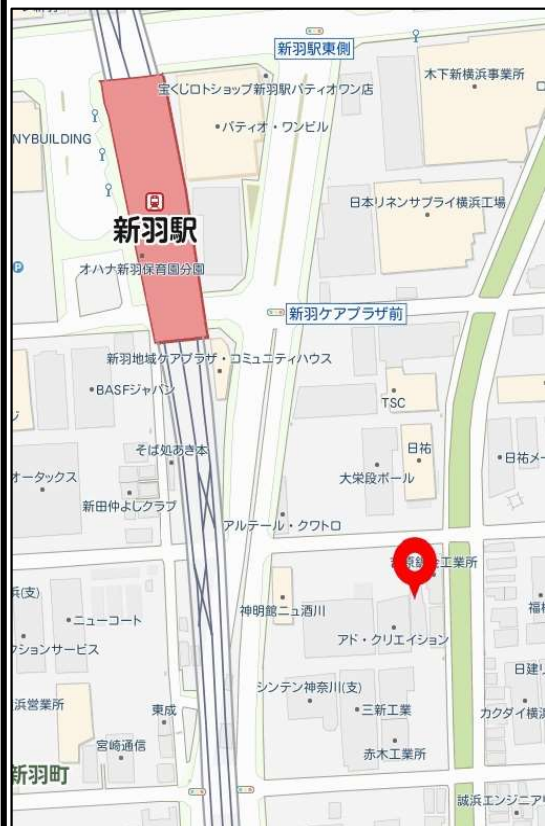 新羽駅東側
木下新横浜事業所
宝くじロトショップ新羽駅パティオワン店
NYBUILDING
パティオ・ワンビル
日本リネンサプライ横浜工場
新羽駅
オハナ新羽保育園分園
P
新羽ケアプラザ前
新羽地域ケアプラザ・コミュニティハウス
BASFジャパン
TSC
そば処あき本
日祐
オータックス
大栄段ボール
日祐メー
新田仲よしクラブ
アルテール・クワトロ
工業所
浜(支)
神明館ニュ酒川
ニューコート
アド・クリエイション
クションサービス
シンテン神奈川(支)
日建リ
浜営業所
東成
三新工業
カクダイ横浜
宮崎通信
赤木工業所
新羽町
誠浜エンジニアリ